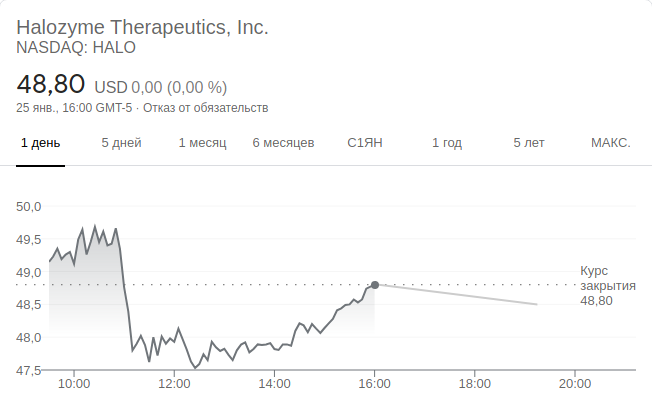 Halozyme Therapeutics, Inc.
NASDAQ: HALO
48,80 USD 0,00 (0,00 %)
25 янв., 16:00 GMT-5 · Отказ от обязательств
1 день 5 дней 1 месяц 6 месяцев С1ЯН 1 год 5 лет МАКС.
50,0
49,5
49,0
48,5
48,0
47,5
Курс
закрытия
48,80
10:00 12:00 14:00 16:00 18:00 20:00